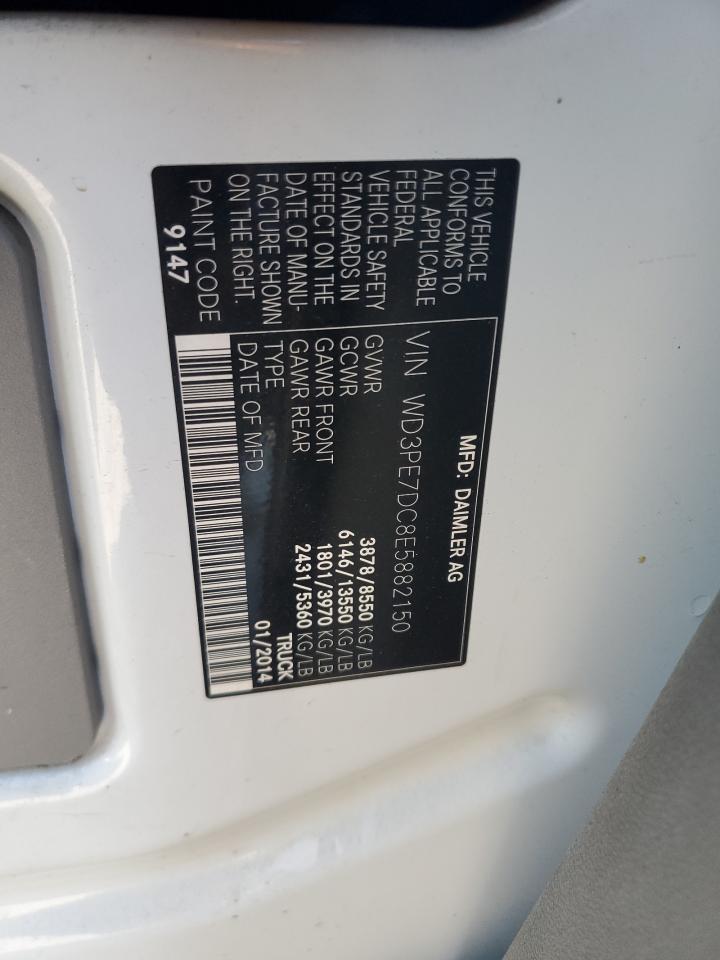 THIS VEHICLE
CONFORMS TO
ALL APPLICABLE
FEDERAL
VEHICLE SAFETY
STANDARDS IN
EFFECT ON THE
DATE OF MANU-
FACTURE SHOWN
ON THE RIGHT.
PAINT CODE
9147
MFD: DAIMLER AG
VIN WD3PE7DC8E5882150
GVWR 3878/8550 KG/LB
GCWR 6146/13550 KG/LB
GAWR FRONT 1801/3970 KG/LB
GAWR REAR 2431/5360 KG/LB
TYPE TRUCK
DATE OF MFD 01/2014